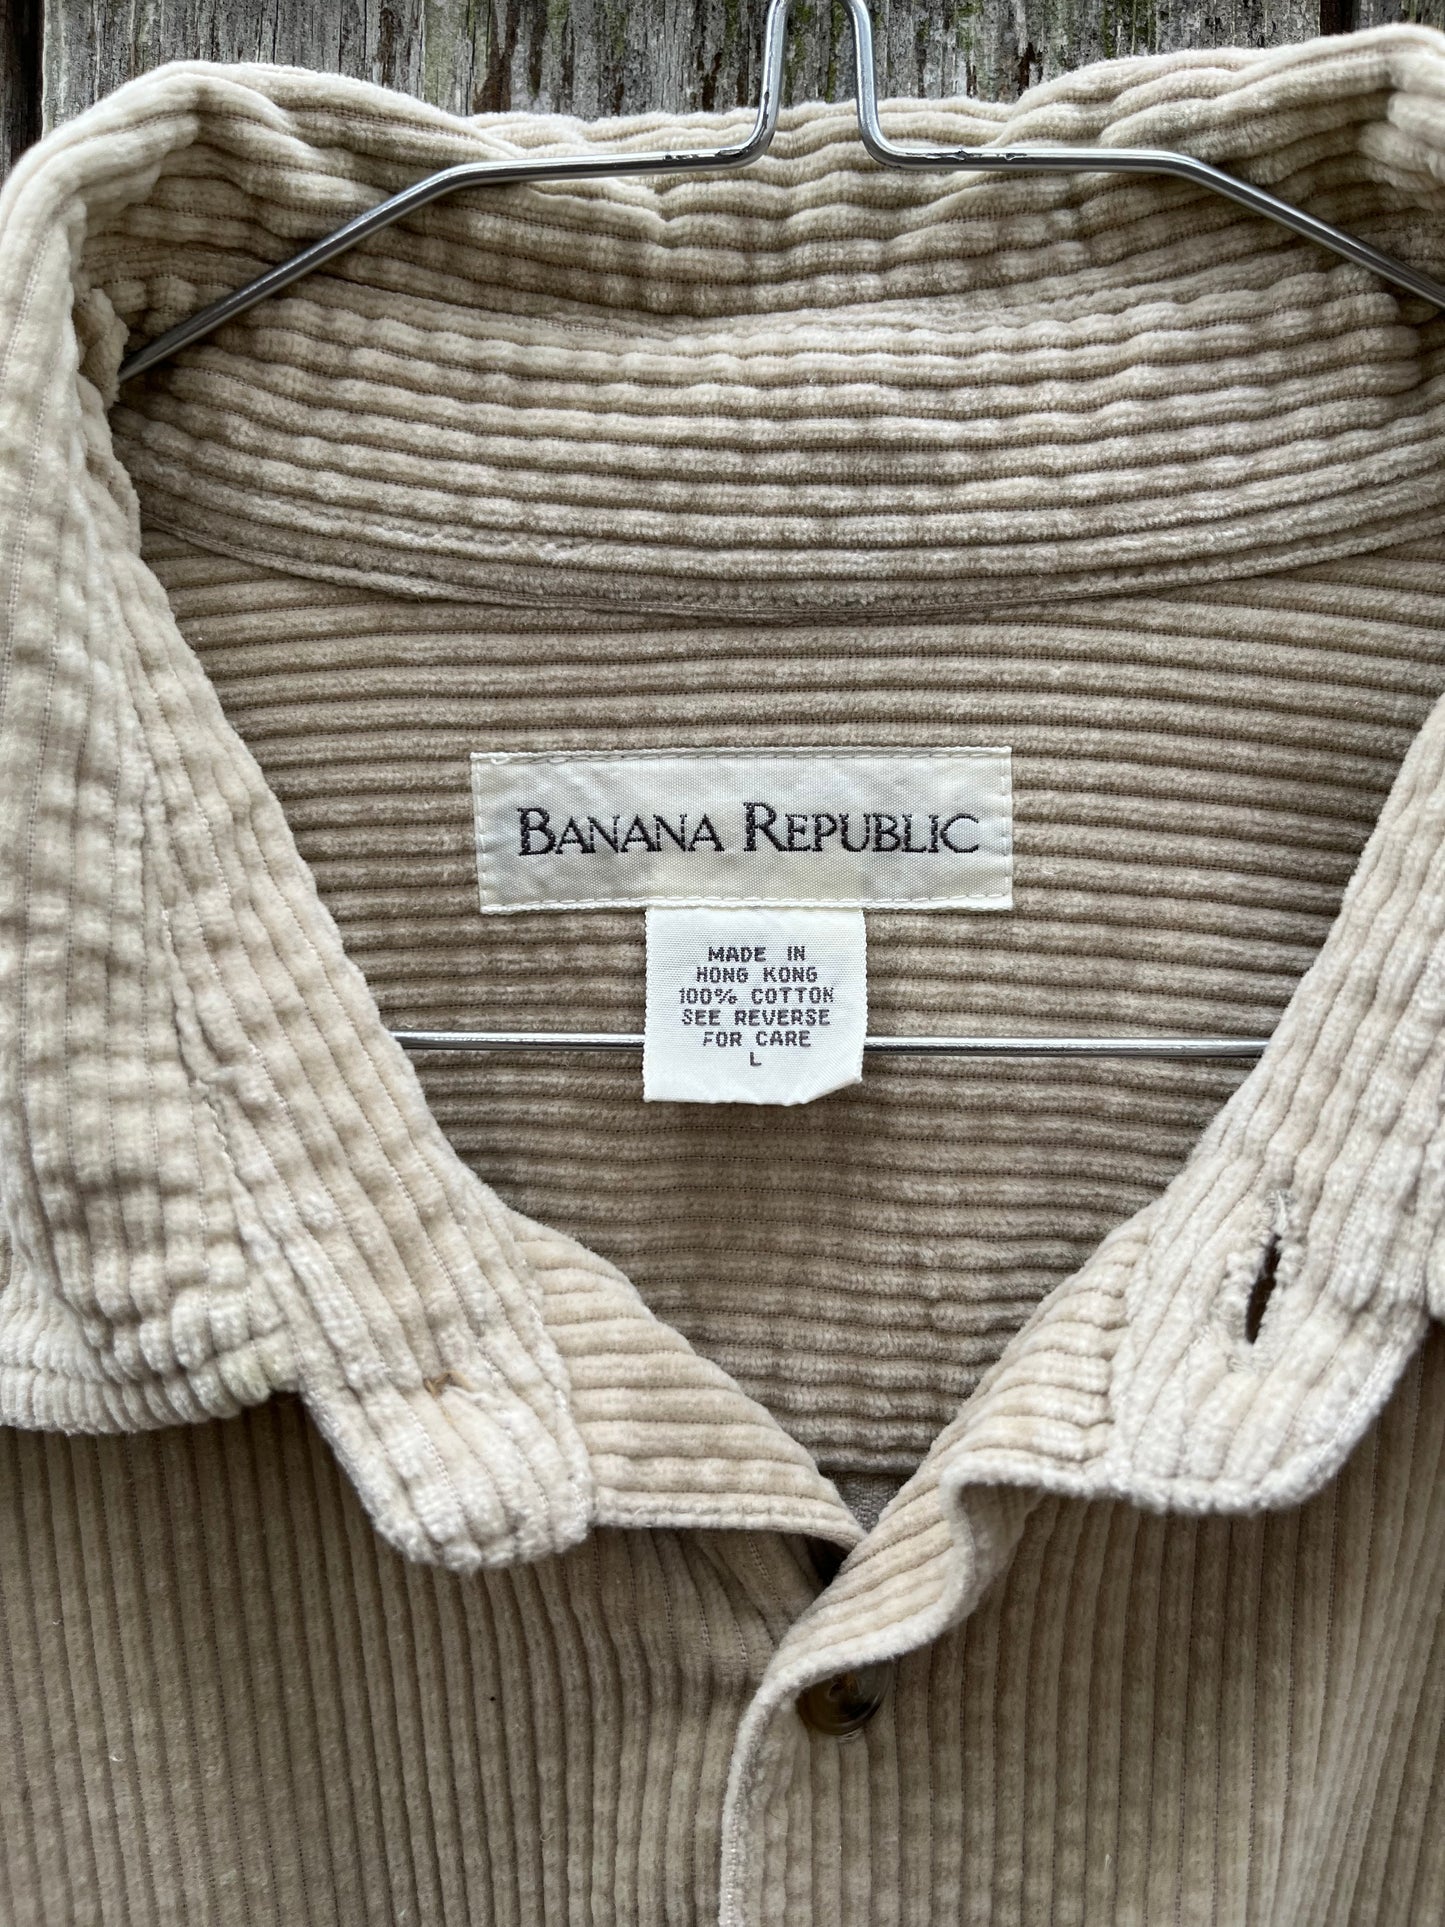 BANANA REPUBLIC
MADE IN
HONG KONG
100% COTTON
SEE REVERSE
FOR CARE
L